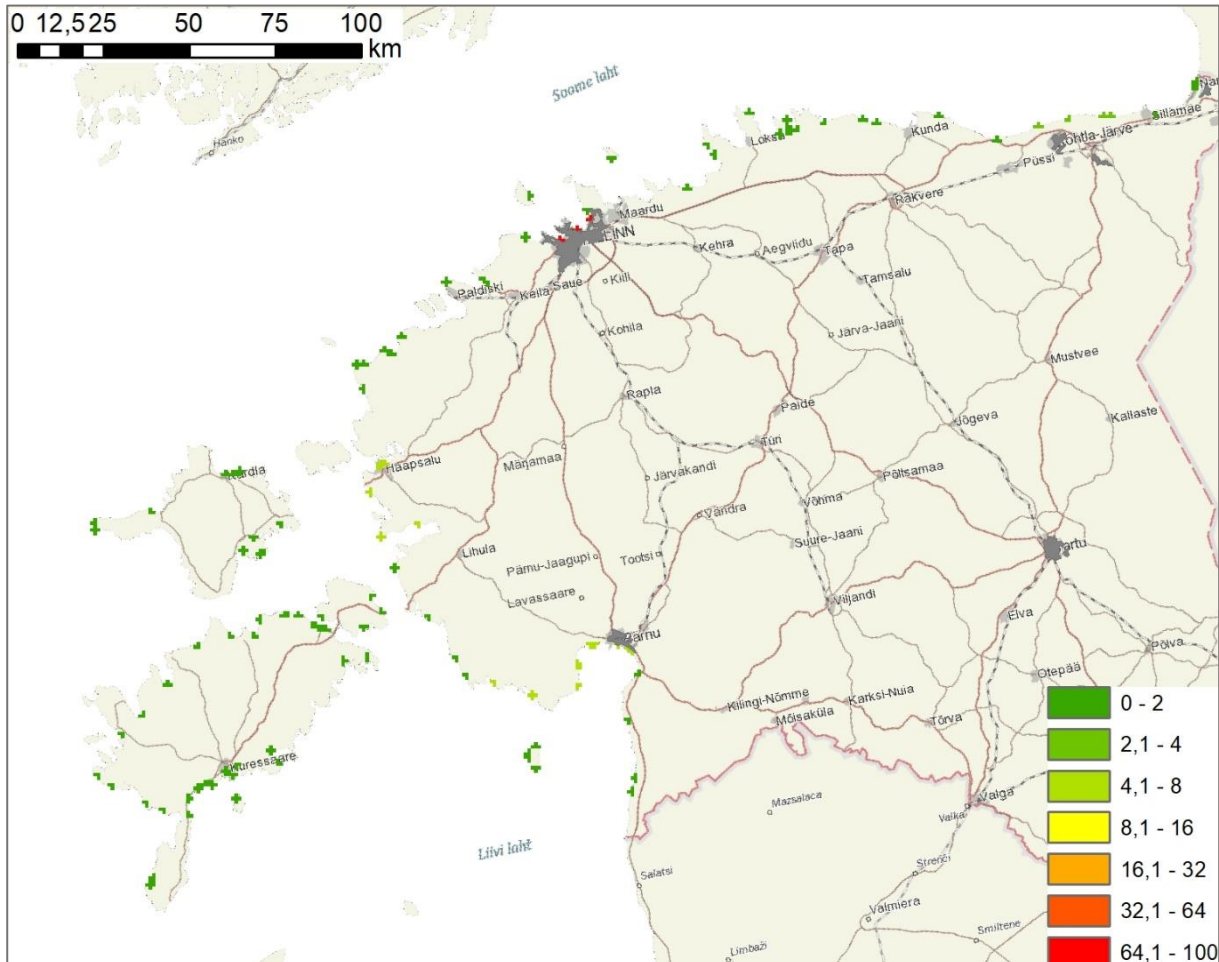 0 12,5 25 50 75 100
km
Soome laht
Hanko
Loksa
Kunda
Sillamäe
Kohtla-Järve
Püssi
Rakvere
Maardu
LINN
Kehra
Aegviidu
Tapa
Tamsalu
Kiili
Saue
Keila
Paldiski
Kohila
Järva-Jaani
Mustvee
Rapla
Paide
Kallaste
Jõgeva
Türi
Märjamaa
Haapsalu
Kärdla
Järvakandi
Põltsamaa
Võhma
Vändra
Suure-Jaani
Lihula
Pärnu-Jaagupi
Tootsi
Tartu
Lavassaare
Viljandi
Elva
Pärnu
Põlva
Otepää
Kilingi-Nõmme
Karksi-Nuia
Mõisaküla
Tõrva
Kuressaare
Valga
Valka
Mazsalaca
Liivi laht
Strenči
Salatsi
Valmiera
Smiltene
Limbaži
0 - 2
2,1 - 4
4,1 - 8
8,1 - 16
16,1 - 32
32,1 - 64
64,1 - 100